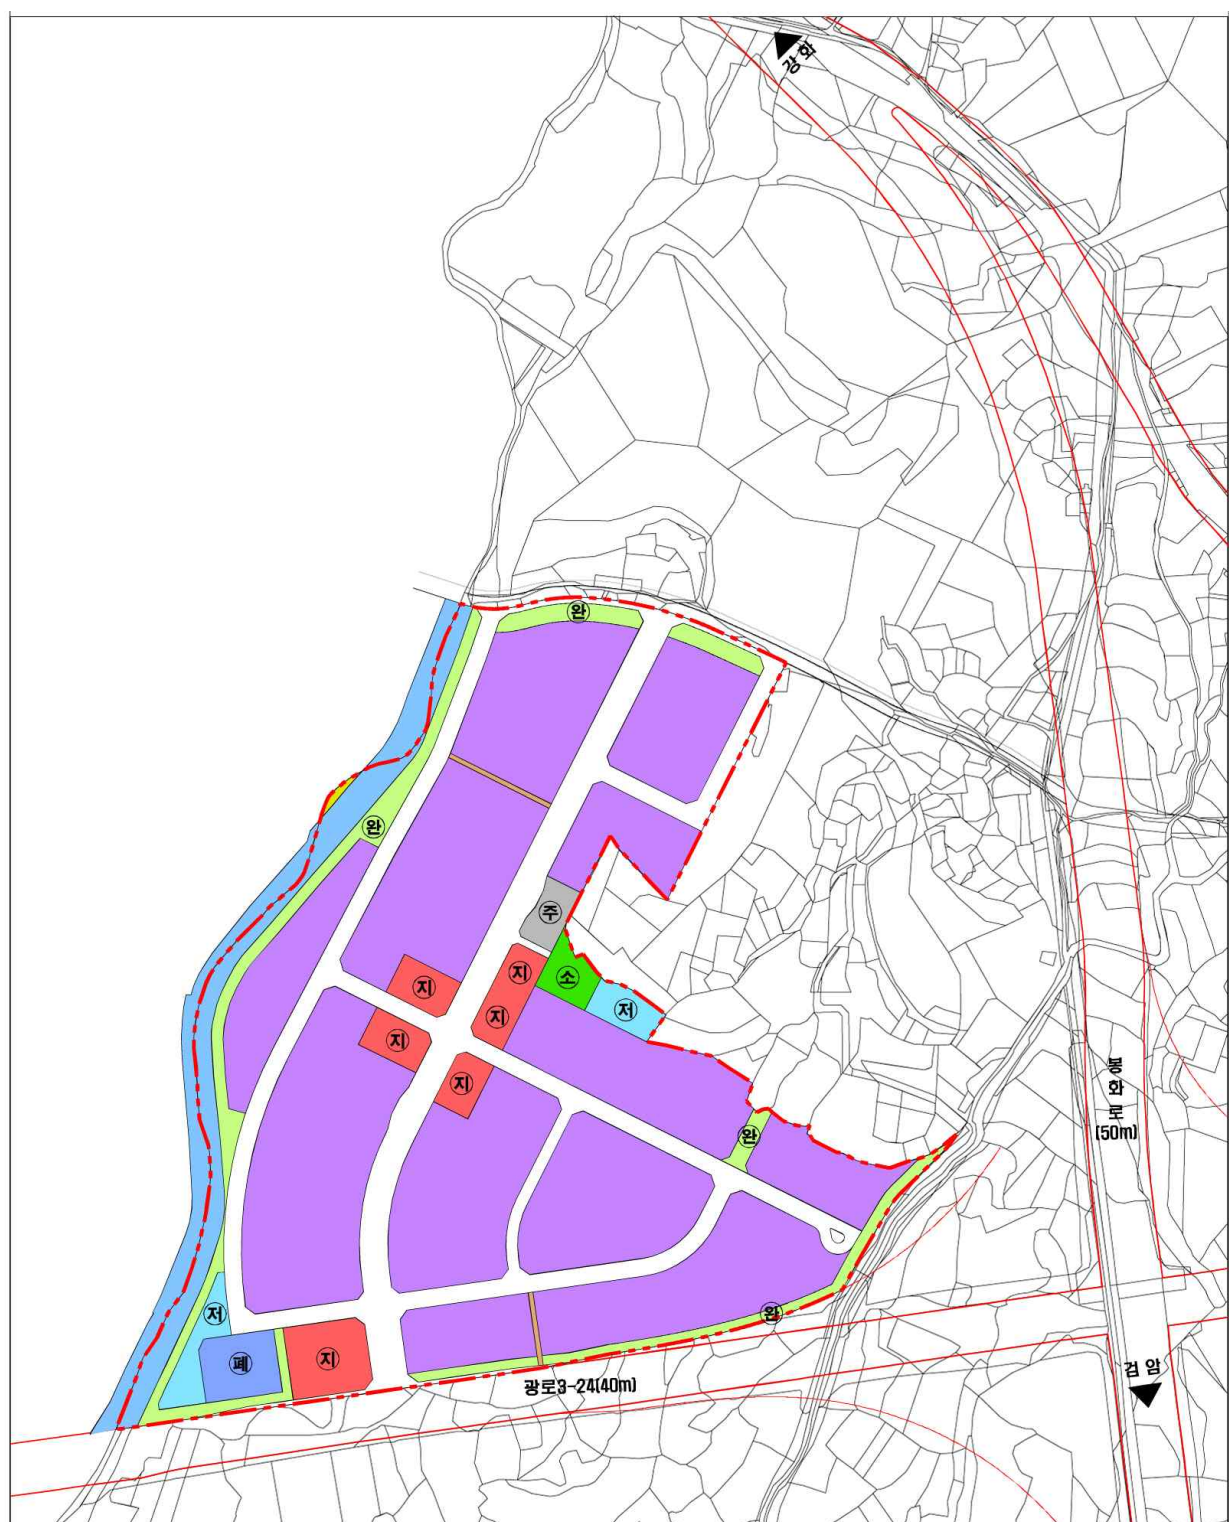 강화
완
완
주
지
지
소
지
저
지
지
봉화로
(50m)
완
저
완
폐
지
검암
광로3-24(40m)